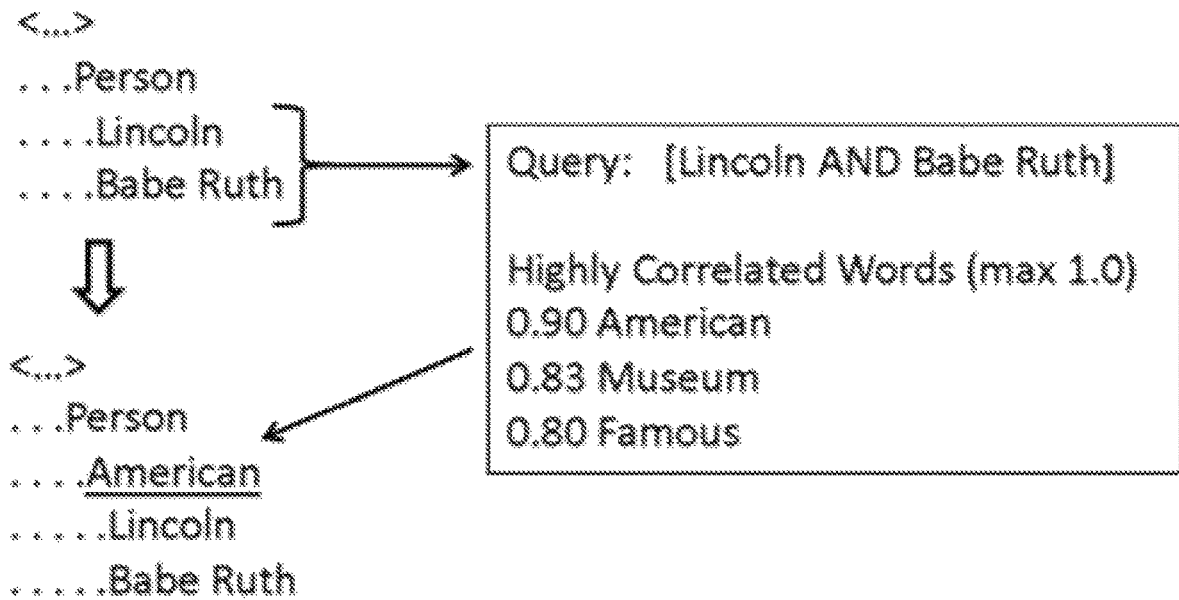 <...>
. . .Person
. . . .Lincoln
. . . .Babe Ruth
Query: [Lincoln AND Babe Ruth]
Highly Correlated Words (max 1.0)
0.90 American
0.83 Museum
0.80 Famous
<...>
. . .Person
. . . .American
. . . . .Lincoln
. . . . .Babe Ruth